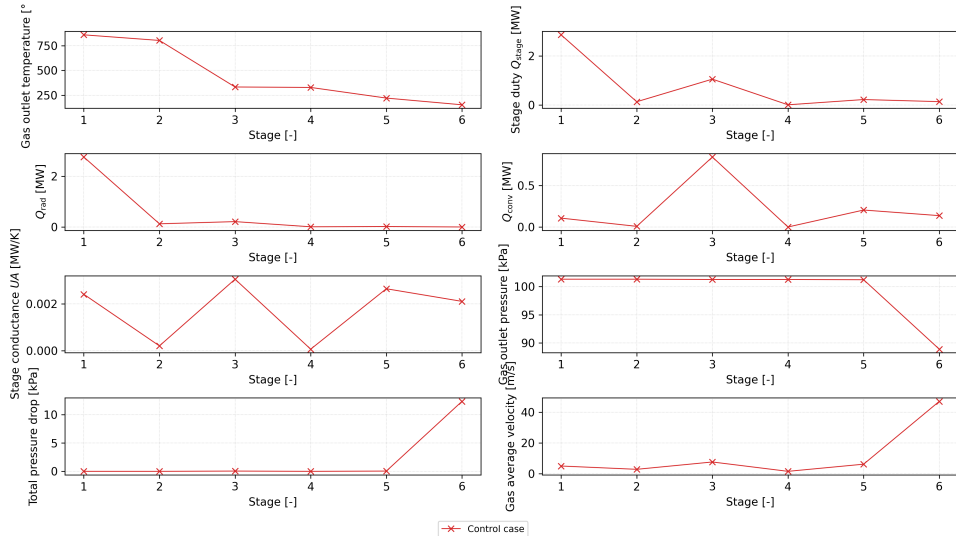 Gas outlet temperature [°
750
500
250
1 2 3 4 5 6
Stage [-]
Stage duty Qstage [MW]
2
0
1 2 3 4 5 6
Stage [-]
Qrad [MW]
2
0
1 2 3 4 5 6
Stage [-]
Qconv [MW]
0.5
0.0
1 2 3 4 5 6
Stage [-]
Stage conductance UA [MW/K]
0.002
0.000
1 2 3 4 5 6
Stage [-]
Gas outlet pressure [kPa]
100
95
90
1 2 3 4 5 6
Stage [-]
Total pressure drop [kPa]
10
5
0
1 2 3 4 5 6
Stage [-]
Gas average velocity [m/s]
40
20
0
1 2 3 4 5 6
Stage [-]
Control case